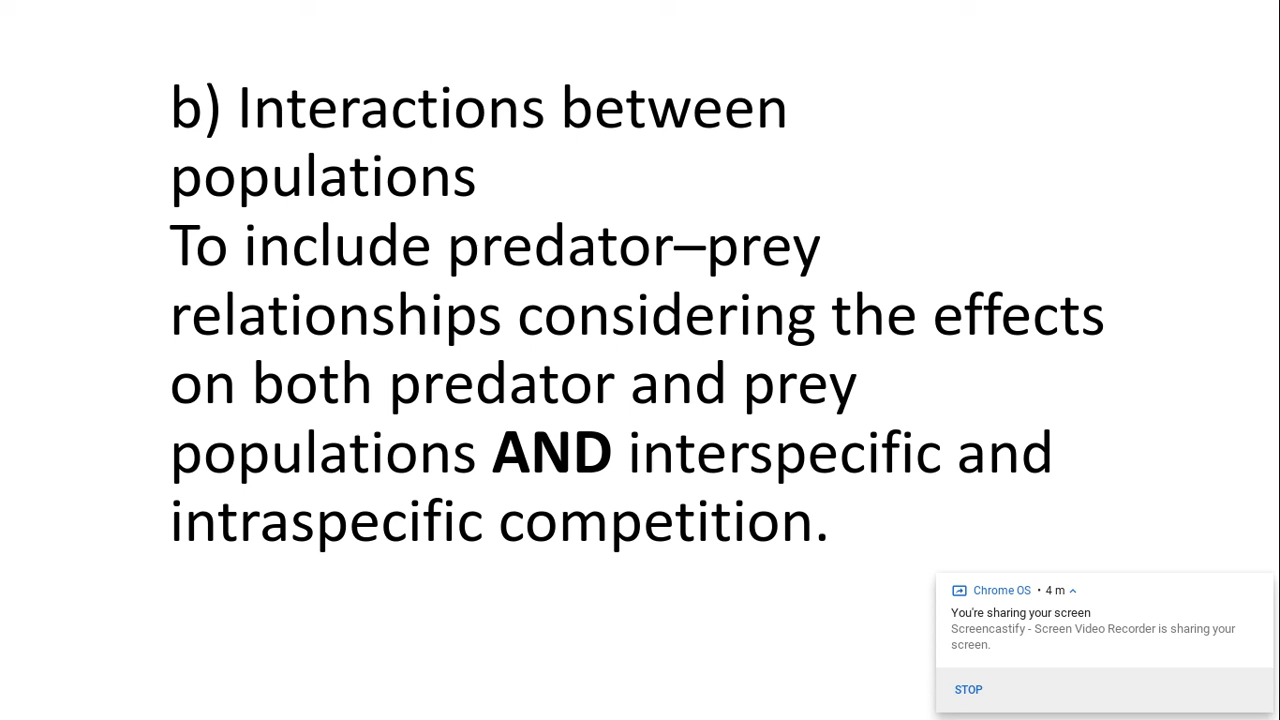 b) Interactions between
populations
To include predator–prey
relationships considering the effects
on both predator and prey
populations AND interspecific and
intraspecific competition.
Chrome OS • 4 m
You're sharing your screen
Screencastify - Screen Video Recorder is sharing your
screen.
STOP